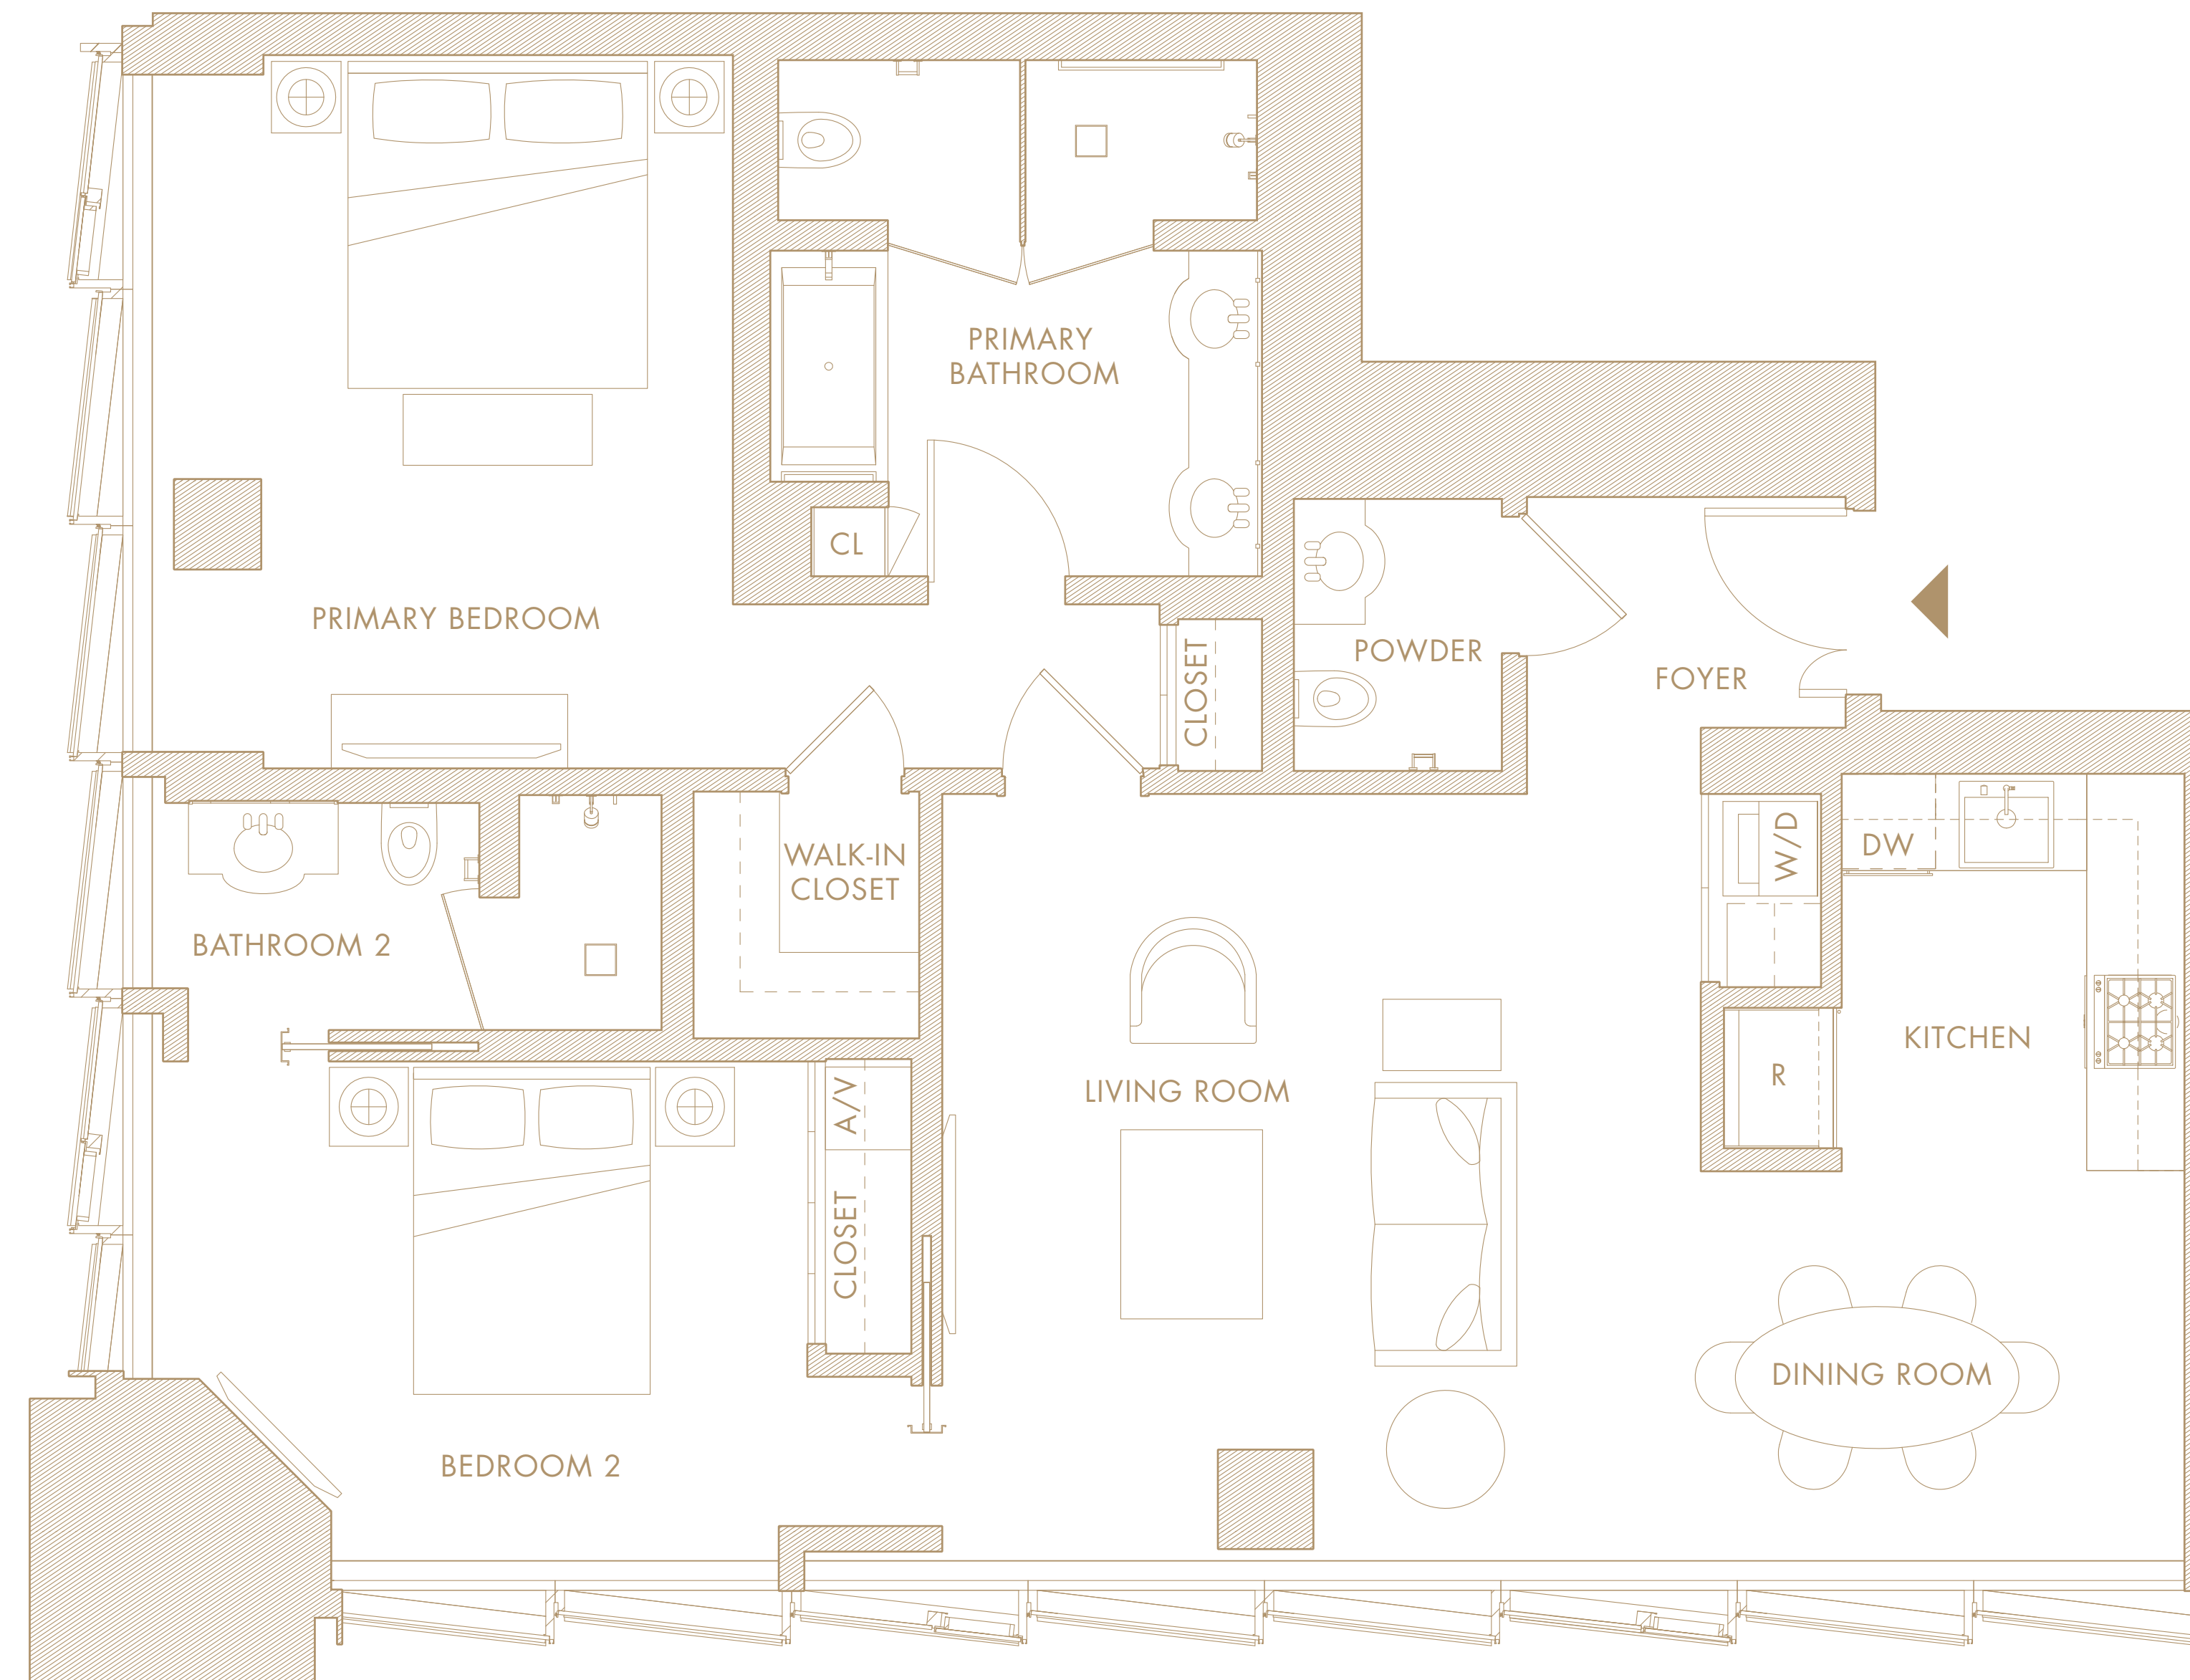 PRIMARY
BATHROOM
CL
PRIMARY BEDROOM
CLOSET
POWDER
FOYER
WALK-IN
CLOSET
W/D
DW
BATHROOM 2
KITCHEN
R
LIVING ROOM
A/V
CLOSET
DINING ROOM
BEDROOM 2